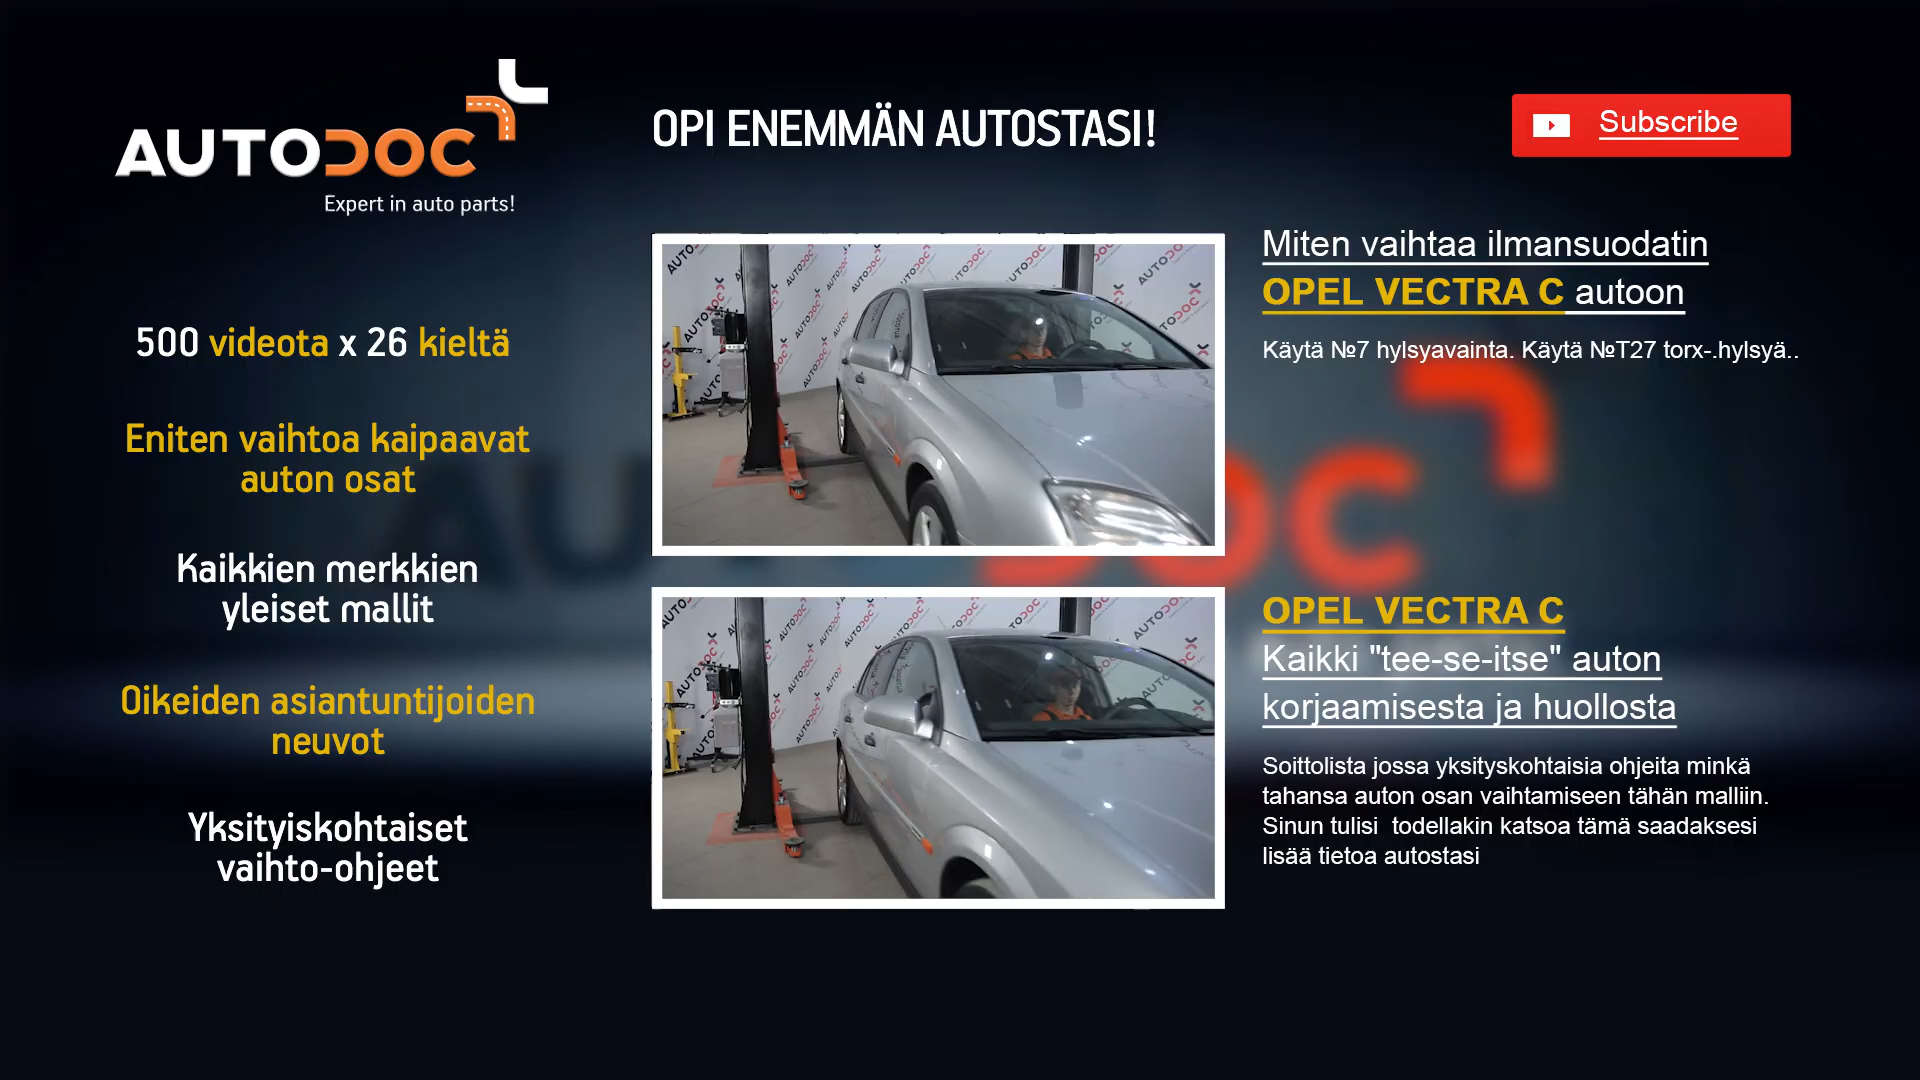 AUTODOC
Expert in auto parts!
OPI ENEMMÄN AUTOSTASI!
Subscribe
500 videota x 26 kieltä
Eniten vaihtoa kaipaavat
auton osat
Kaikkien merkkien
yleiset mallit
Oikeiden asiantuntijoiden
neuvot
Yksityiskohtaiset
vaihto-ohjeet
Miten vaihtaa ilmansuodatin
OPEL VECTRA C autoon
Käytä №7 hylsyavainta. Käytä №T27 torx-.hylsyä..
OPEL VECTRA C
Kaikki "tee-se-itse" auton
korjaamisesta ja huollosta
Soittolista jossa yksityskohtaisia ohjeita minkä
tahansa auton osan vaihtamiseen tähän malliin.
Sinun tulisi  todellakin katsoa tämä saadaksesi
lisää tietoa autostasi